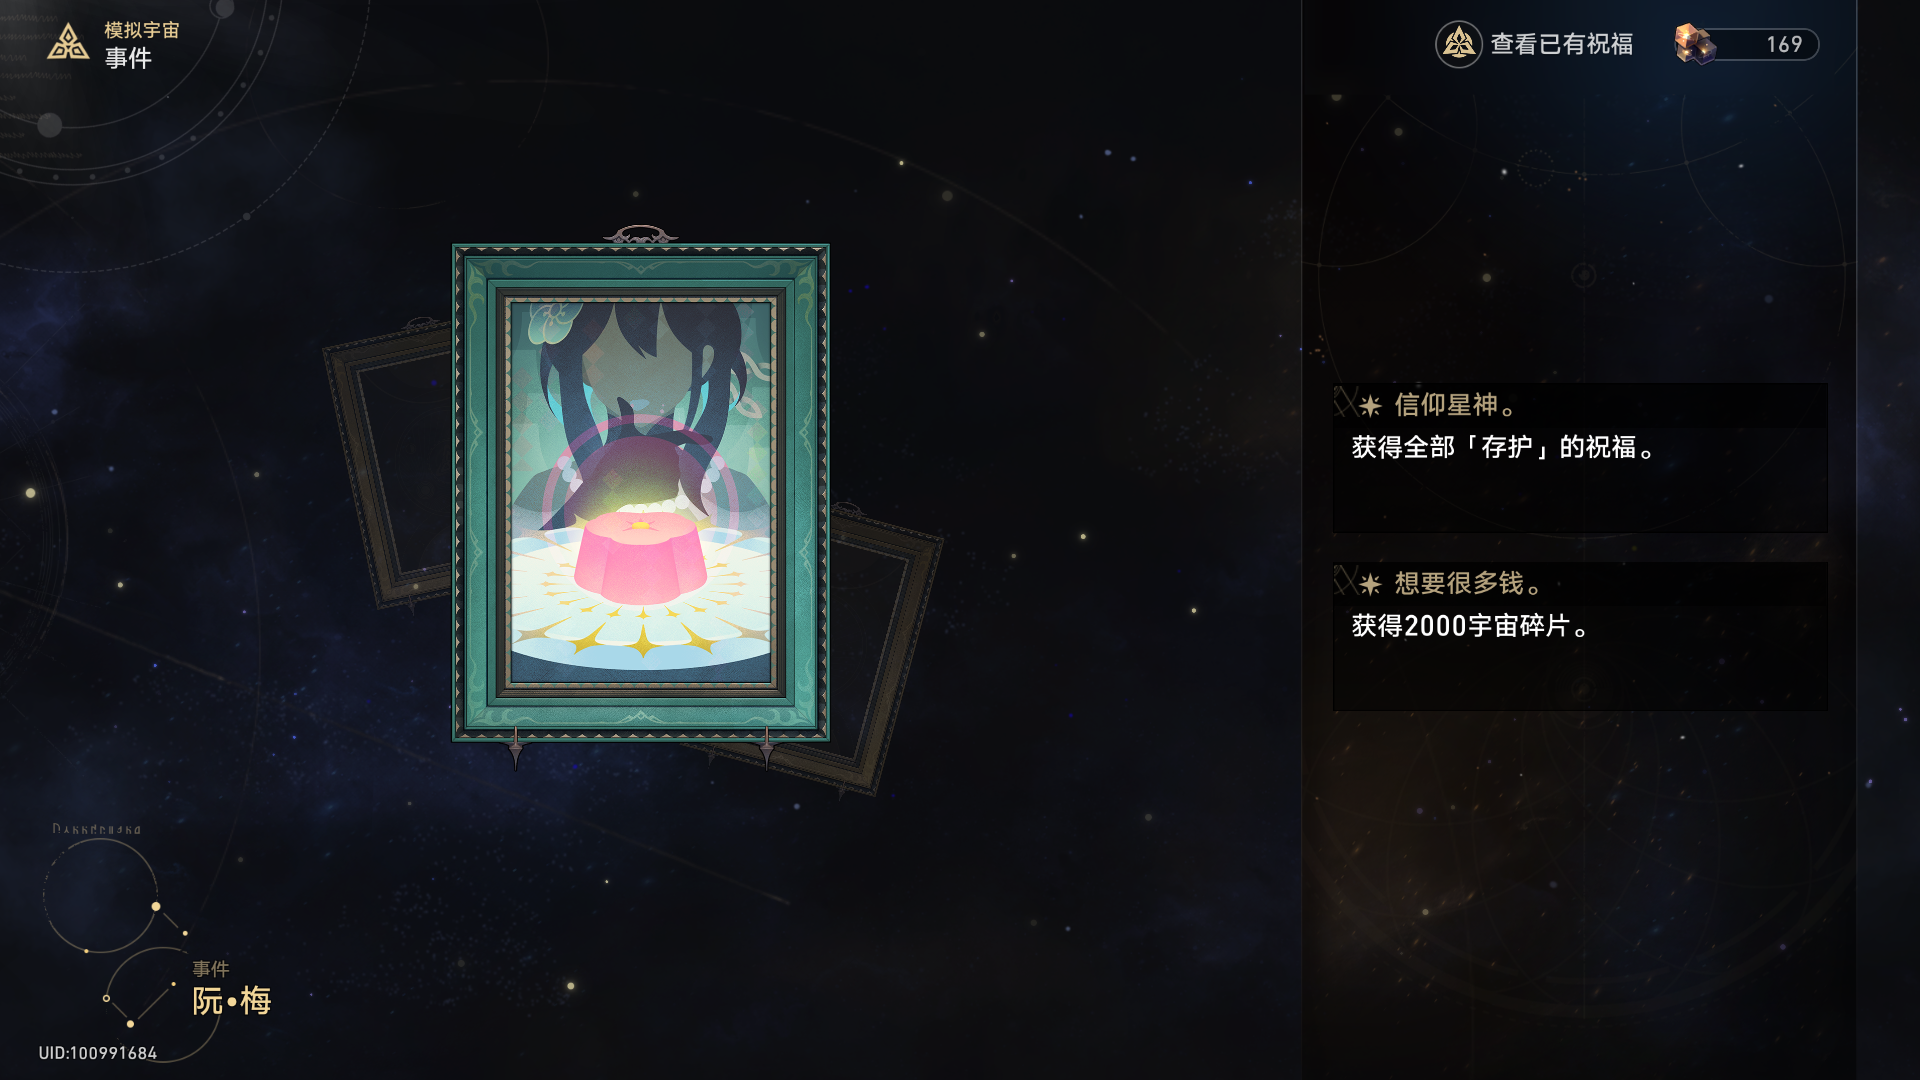 模拟宇宙
事件
查看已有祝福
169
信仰星神。
获得全部「存护」的祝福。
想要很多钱。
获得2000宇宙碎片。
事件
阮•梅
UID:100991684